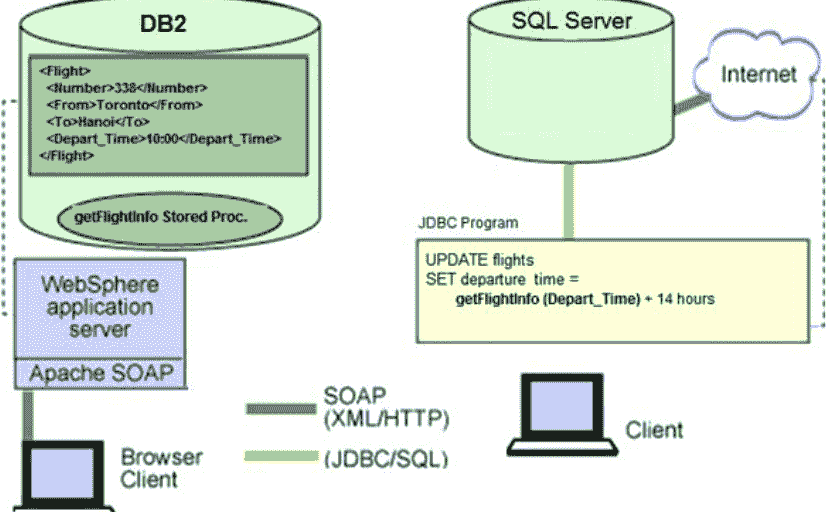 DB2
<Flight>
<Number>338</Number>
<From>Toronto</From>
<To>Hanoi</To>
<Depart_Time>10:00</Depart_Time>
</Flight>
getFlightInfo Stored Proc.
WebSphere
application
server
Apache SOAP
Browser
Client
SOAP
(XML/HTTP)
(JDBC/SQL)
SQL Server
Internet
JDBC Program
UPDATE flights
SET departure time =
getFlightInfo (Depart_Time) + 14 hours
Client